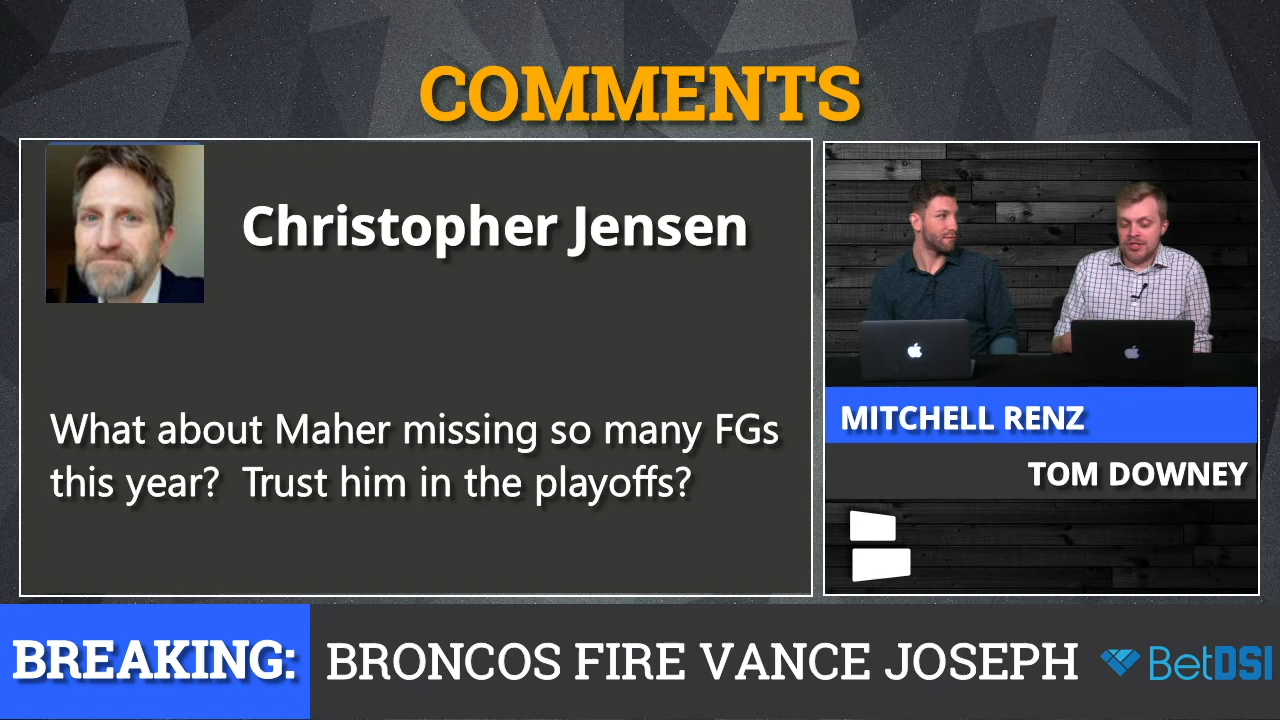 COMMENTS
Christopher Jensen
What about Maher missing so many FGs
this year?  Trust him in the playoffs?
MITCHELL RENZ
TOM DOWNEY
BREAKING: BRONCOS FIRE VANCE JOSEPH BetDSI